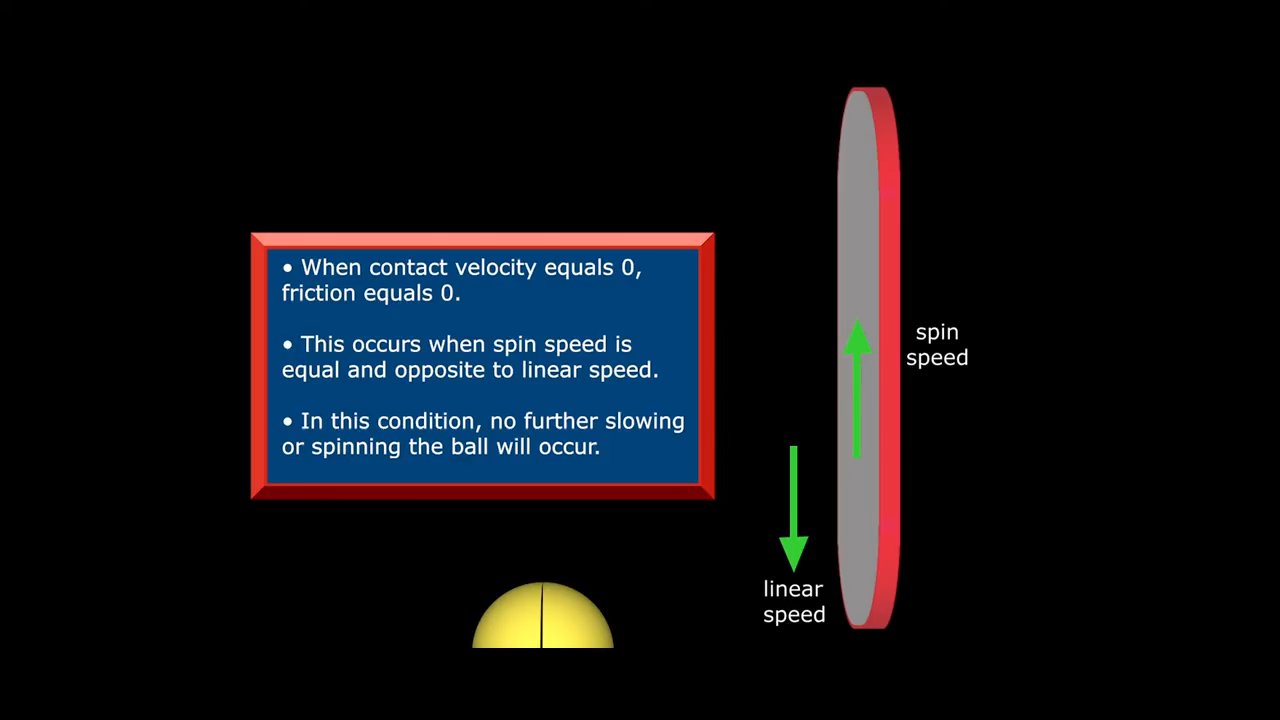 • When contact velocity equals 0,
friction equals 0.
• This occurs when spin speed is
equal and opposite to linear speed.
• In this condition, no further slowing
or spinning the ball will occur.
spin
speed
linear
speed